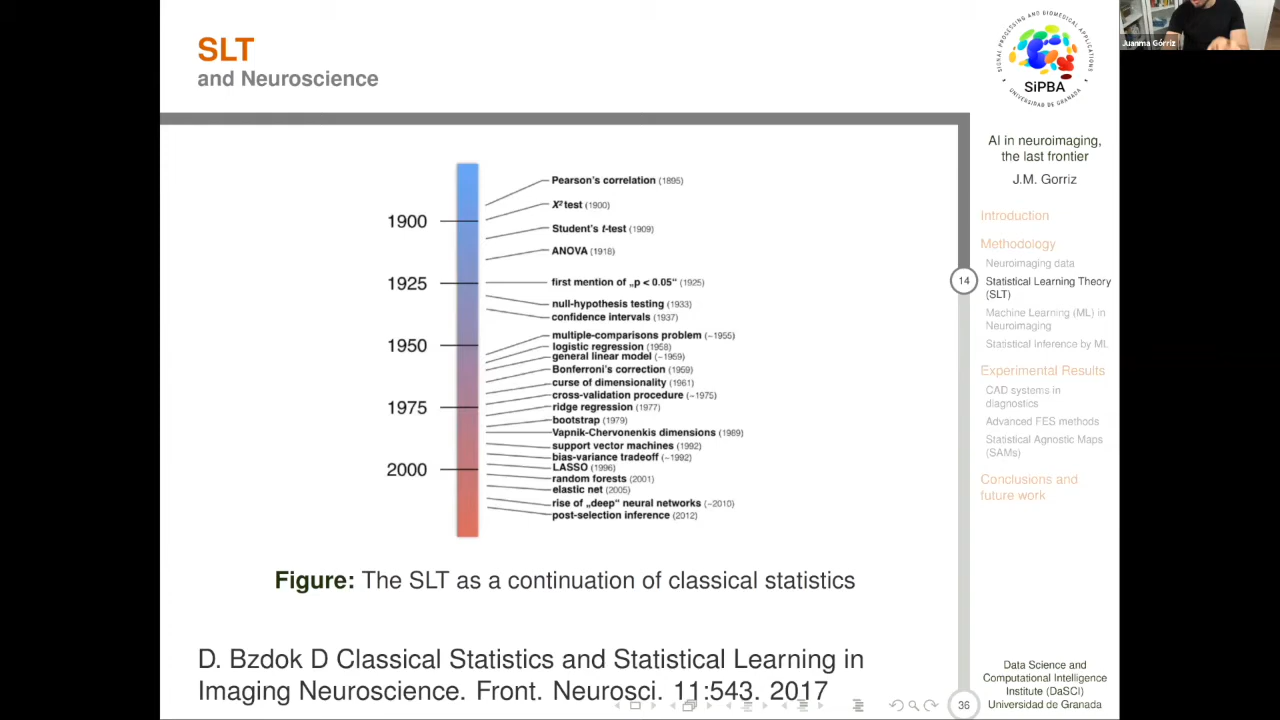 SLT
and Neuroscience
1900
1925
1950
1975
2000
Pearson's correlation (1895)
X² test (1900)
Student's t-test (1909)
ANOVA (1918)
first mention of „p < 0.05“ (1925)
null-hypothesis testing (1933)
confidence intervals (1937)
multiple-comparisons problem (~1955)
logistic regression (1958)
general linear model (~1959)
Bonferroni's correction (1959)
curse of dimensionality (1961)
cross-validation procedure (~1975)
ridge regression (1977)
bootstrap (1979)
Vapnik-Chervonenkis dimensions (1989)
support vector machines (1992)
bias-variance tradeoff (~1992)
LASSO (1996)
random forests (2001)
elastic net (2005)
rise of „deep“ neural networks (~2010)
post-selection inference (2012)
Figure: The SLT as a continuation of classical statistics
D. Bzdok D Classical Statistics and Statistical Learning in
Imaging Neuroscience. Front. Neurosci. 11:543. 2017
SIGNAL PROCESSING AND BIOMEDICAL APPLICATIONS
SiPBA
UNIVERSIDAD DE GRANADA
AI in neuroimaging,
the last frontier
J.M. Gorriz
Introduction
Methodology
Neuroimaging data
14
Statistical Learning Theory
(SLT)
Machine Learning (ML) in
Neuroimaging
Statistical Inference by ML
Experimental Results
CAD systems in
diagnostics
Advanced FES methods
Statistical Agnostic Maps
(SAMs)
Conclusions and
future work
Data Science and
Computational Intelligence
Institute (DaSCI)
Universidad de Granada
36
Juanma Górriz